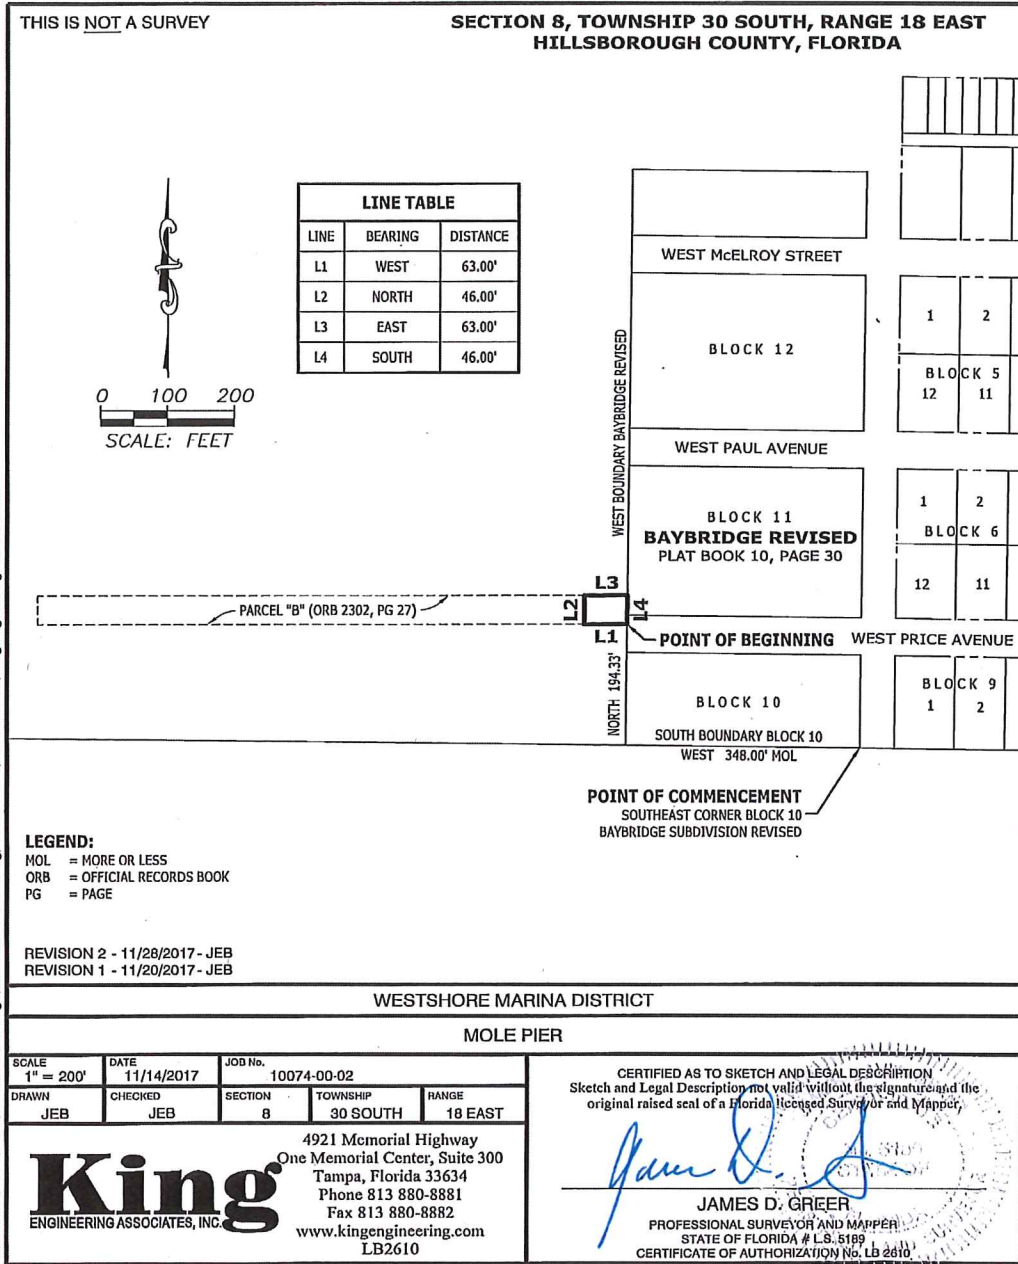 THIS IS NOT A SURVEY
SECTION 8, TOWNSHIP 30 SOUTH, RANGE 18 EAST
HILLSBOROUGH COUNTY, FLORIDA
LINE TABLE
LINE BEARING DISTANCE
L1 WEST 63.00'
L2 NORTH 46.00'
L3 EAST 63.00'
L4 SOUTH 46.00'
0 100 200
SCALE: FEET
WEST McELROY STREET
BLOCK 12
1 2
BLOCK 5
12 11
WEST BOUNDARY BAYBRIDGE REVISED
WEST PAUL AVENUE
BLOCK 11
BAYBRIDGE REVISED
PLAT BOOK 10, PAGE 30
1 2
BLOCK 6
12 11
PARCEL "B" (ORB 2302, PG 27)
L3
L2
L4
L1
POINT OF BEGINNING
WEST PRICE AVENUE
NORTH 194.33'
BLOCK 10
SOUTH BOUNDARY BLOCK 10
WEST 348.00' MOL
BLOCK 9
1 2
POINT OF COMMENCEMENT
SOUTHEAST CORNER BLOCK 10
BAYBRIDGE SUBDIVISION REVISED
LEGEND:
MOL = MORE OR LESS
ORB = OFFICIAL RECORDS BOOK
PG = PAGE
REVISION 2 - 11/28/2017 - JEB
REVISION 1 - 11/20/2017 - JEB
WESTSHORE MARINA DISTRICT
MOLE PIER
SCALE
1" = 200'
DATE
11/14/2017
JOB No.
10074-00-02
DRAWN
JEB
CHECKED
JEB
SECTION
8
TOWNSHIP
30 SOUTH
RANGE
18 EAST
King
ENGINEERING ASSOCIATES, INC.
4921 Memorial Highway
One Memorial Center, Suite 300
Tampa, Florida 33634
Phone 813 880-8881
Fax 813 880-8882
www.kingengineering.com
LB2610
CERTIFIED AS TO SKETCH AND LEGAL DESCRIPTION
Sketch and Legal Description not valid without the signature and the
original raised seal of a Florida licensed Surveyor and Mapper.
JAMES D. GREER
PROFESSIONAL SURVEYOR AND MAPPER
STATE OF FLORIDA # L.S. 5189
CERTIFICATE OF AUTHORIZATION No. LB 2610